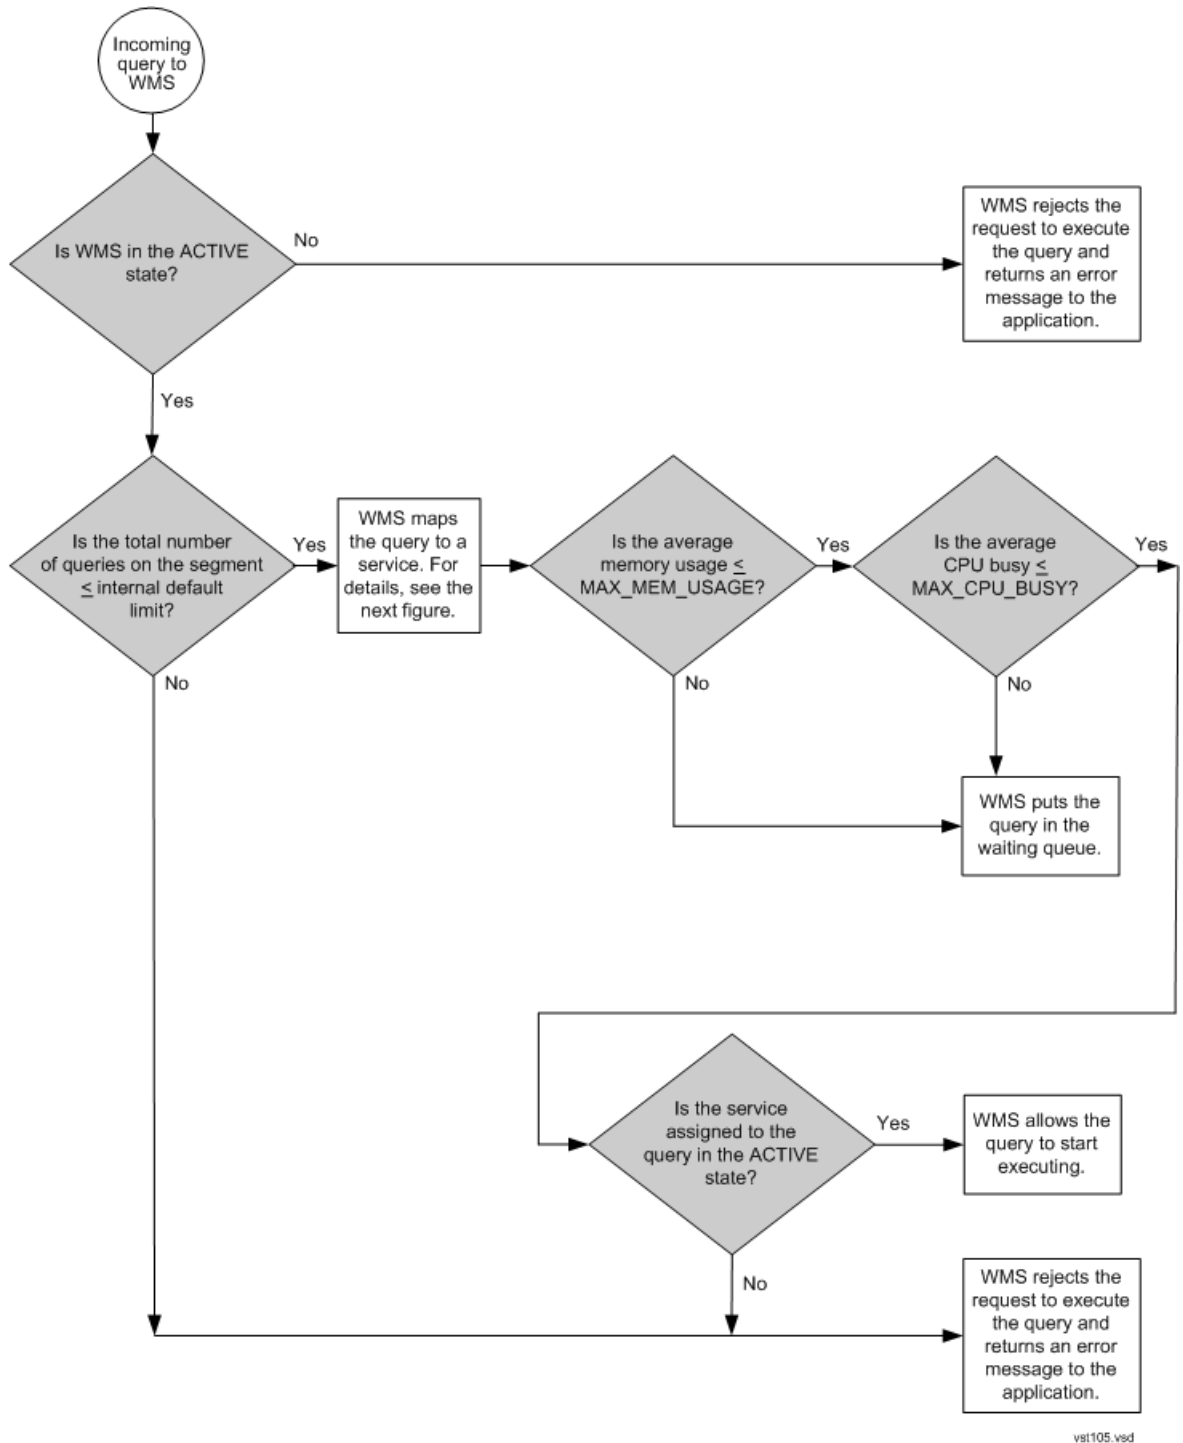 Incoming
query to
WMS
Is WMS in the ACTIVE
state?
No
WMS rejects the
request to execute
the query and
returns an error
message to the
application.
Yes
Is the total number
of queries on the segment
≤ internal default
limit?
Yes
WMS maps
the query to a
service. For
details, see the
next figure.
Is the average
memory usage ≤
MAX_MEM_USAGE?
Yes
Is the average
CPU busy ≤
MAX_CPU_BUSY?
Yes
No
No
No
WMS puts the
query in the
waiting queue.
Is the service
assigned to the
query in the ACTIVE
state?
Yes
WMS allows the
query to start
executing.
No
WMS rejects the
request to execute
the query and
returns an error
message to the
application.
vst105.vsd